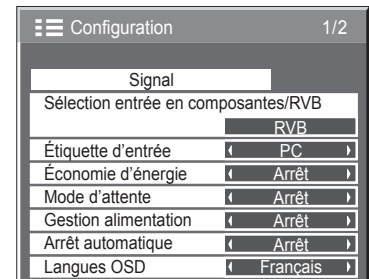 Configuration 1/2
Signal
Sélection entrée en composantes/RVB
RVB
Étiquette d’entrée PC
Économie d’énergie Arrêt
Mode d’attente Arrêt
Gestion alimentation Arrêt
Arrêt automatique Arrêt
Langues OSD Français